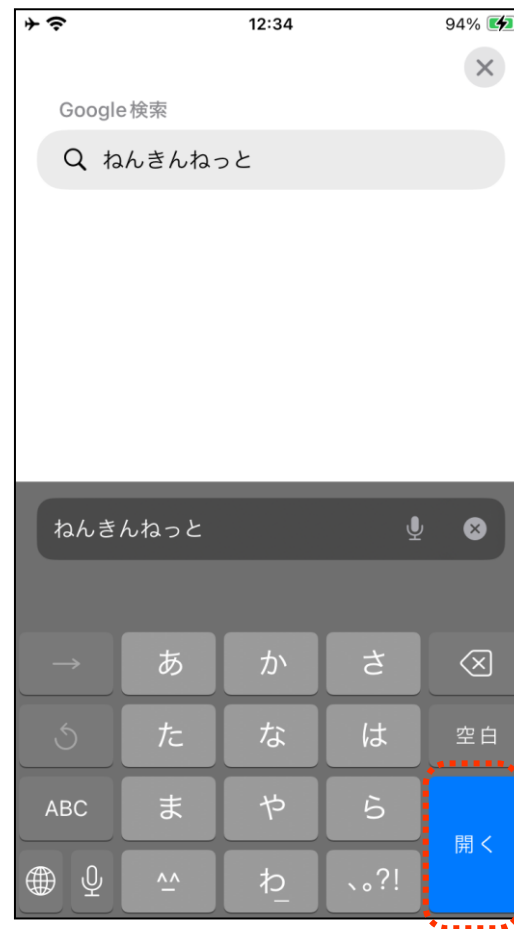 12:34 94%
Google検索
ねんきんねっと
ねんきんねっと
→ あ か さ
た な は 空白
ABC ま や ら 開く
^^ わ_ 、。?!